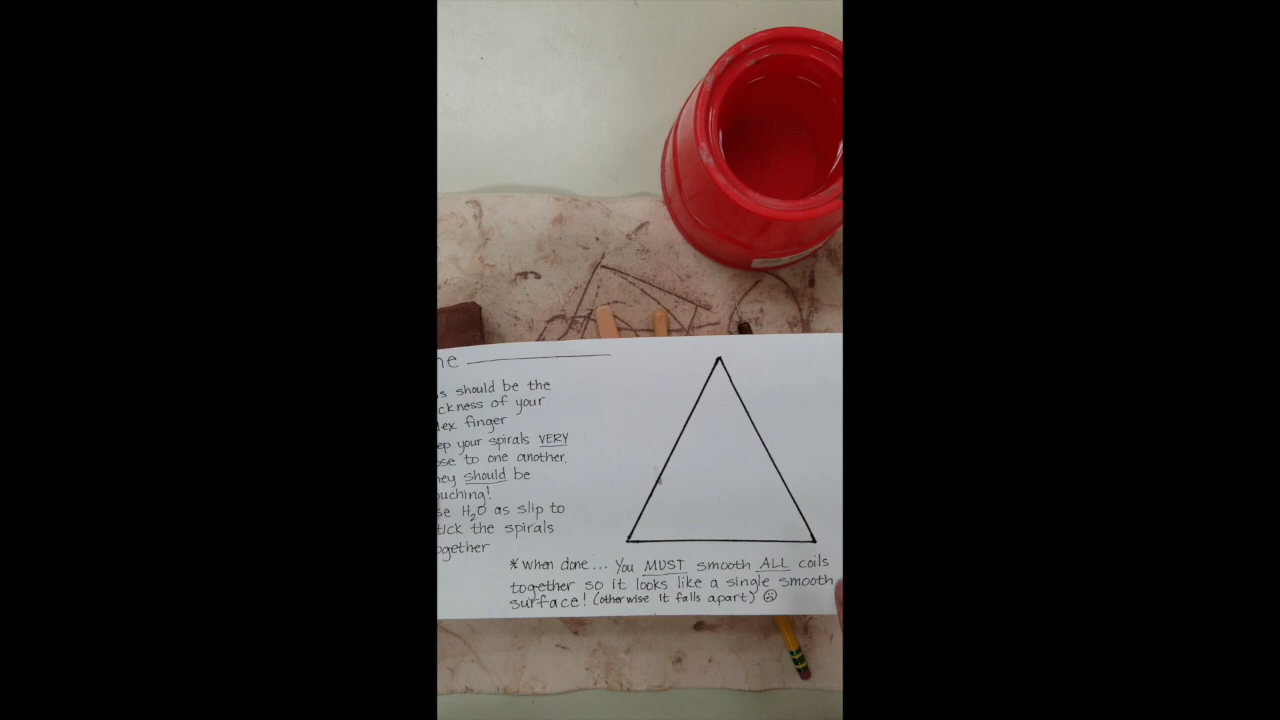 ne
s should be the
ckness of your
dex finger
ep your spirals VERY
ose to one another.
hey should be
ouching!
se H₂O as slip to
tick the spirals
ogether
*When done... You MUST smooth ALL coils
together so it looks like a single smooth
surface! (otherwise it falls apart) ☹